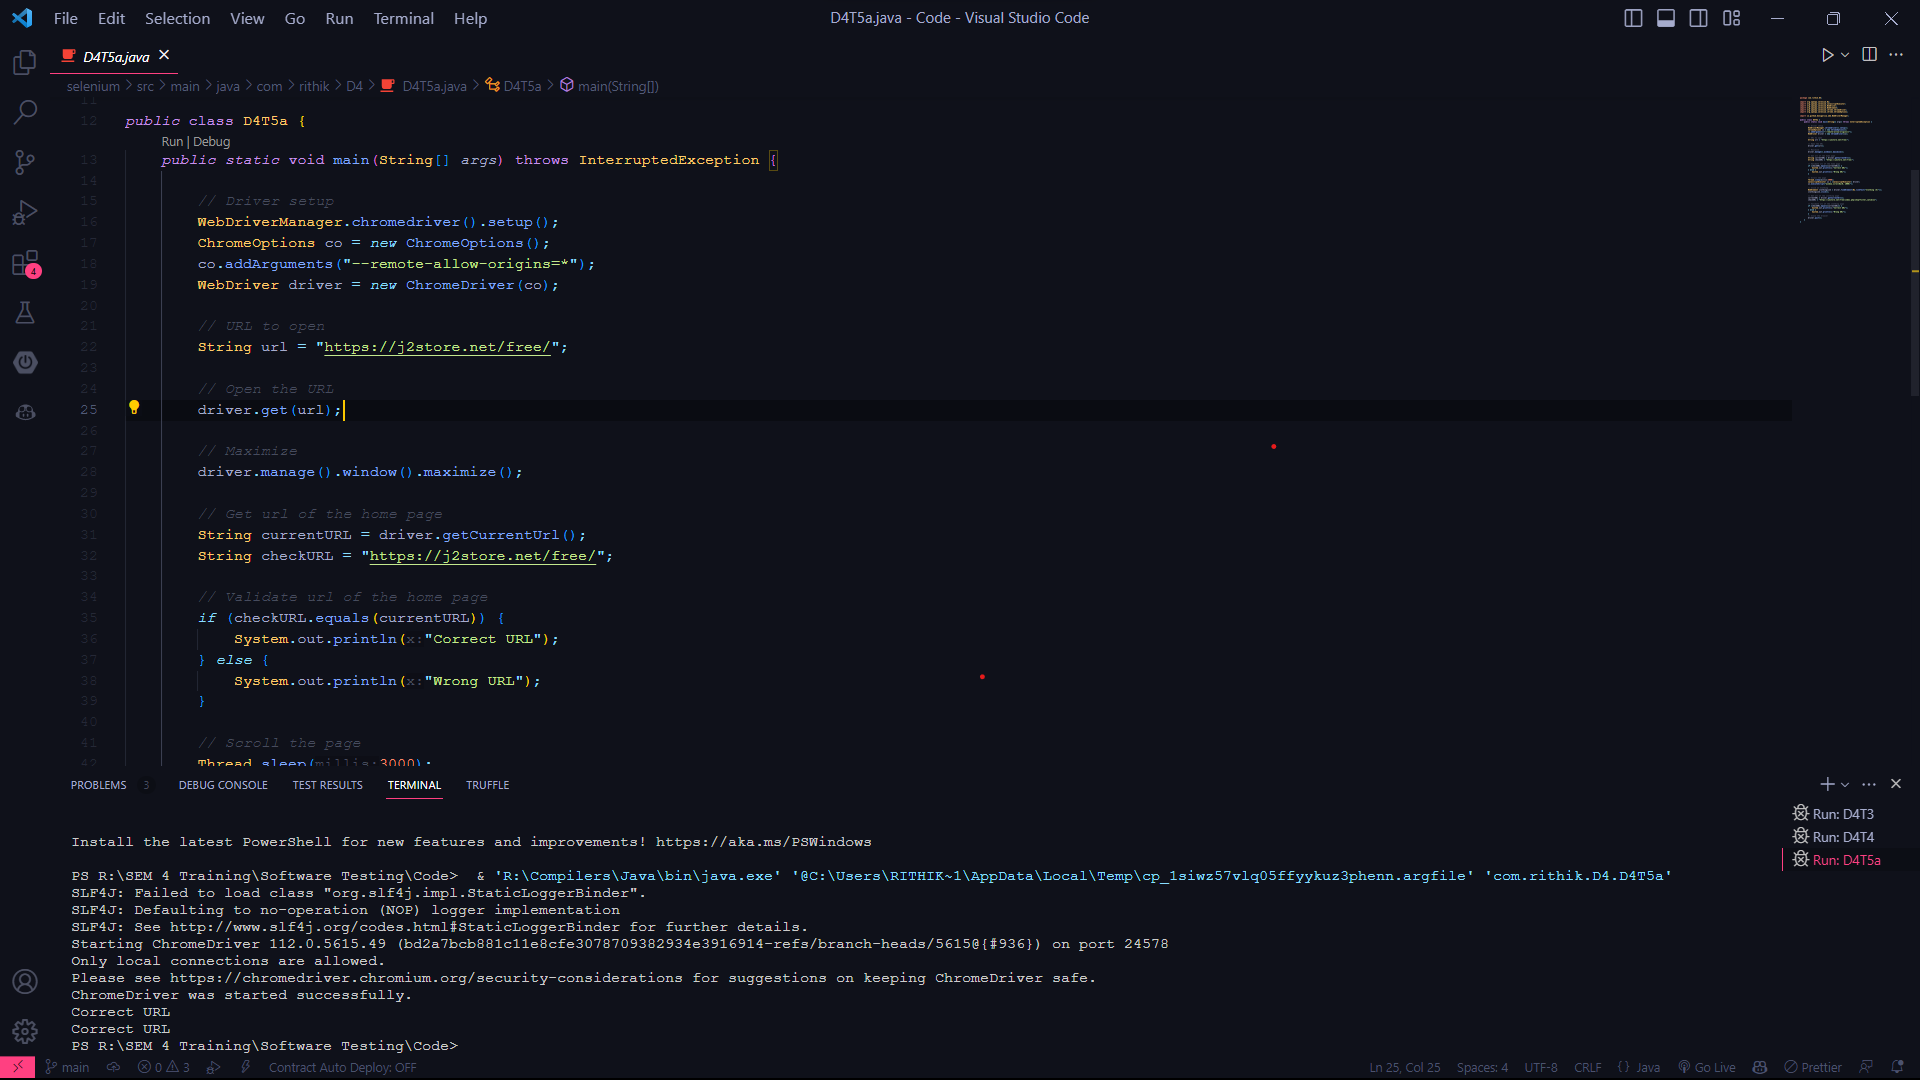 File Edit Selection View Go Run Terminal Help
D4T5a.java - Code - Visual Studio Code
D4T5a.java
selenium > src > main > java > com > rithik > D4 > D4T5a.java > D4T5a > main(String[])
11
12 public class D4T5a {
Run | Debug
13 public static void main(String[] args) throws InterruptedException {
14
15 // Driver setup
16 WebDriverManager.chromedriver().setup();
17 ChromeOptions co = new ChromeOptions();
18 co.addArguments("--remote-allow-origins=*");
19 WebDriver driver = new ChromeDriver(co);
20
21 // URL to open
22 String url = "https://j2store.net/free/";
23
24 // Open the URL
25 driver.get(url);
26
27 // Maximize
28 driver.manage().window().maximize();
29
30 // Get url of the home page
31 String currentURL = driver.getCurrentUrl();
32 String checkURL = "https://j2store.net/free/";
33
34 // Validate url of the home page
35 if (checkURL.equals(currentURL)) {
36 System.out.println(x:"Correct URL");
37 } else {
38 System.out.println(x:"Wrong URL");
39 }
40
41 // Scroll the page
42 Thread.sleep(millis:3000);
4
PROBLEMS 3 DEBUG CONSOLE TEST RESULTS TERMINAL TRUFFLE
Run: D4T3
Run: D4T4
Run: D4T5a
Install the latest PowerShell for new features and improvements! https://aka.ms/PSWindows
PS R:\SEM 4 Training\Software Testing\Code>  & 'R:\Compilers\Java\bin\java.exe' '@C:\Users\RITHIK~1\AppData\Local\Temp\cp_1siwz57vlq05ffyykuz3phenn.argfile' 'com.rithik.D4.D4T5a'
SLF4J: Failed to load class "org.slf4j.impl.StaticLoggerBinder".
SLF4J: Defaulting to no-operation (NOP) logger implementation
SLF4J: See http://www.slf4j.org/codes.html#StaticLoggerBinder for further details.
Starting ChromeDriver 112.0.5615.49 (bd2a7bcb881c11e8cfe3078709382934e3916914-refs/branch-heads/5615@{#936}) on port 24578
Only local connections are allowed.
Please see https://chromedriver.chromium.org/security-considerations for suggestions on keeping ChromeDriver safe.
ChromeDriver was started successfully.
Correct URL
Correct URL
PS R:\SEM 4 Training\Software Testing\Code>
main 0 3 Contract Auto Deploy: OFF Ln 25, Col 25 Spaces: 4 UTF-8 CRLF {} Java Go Live Prettier